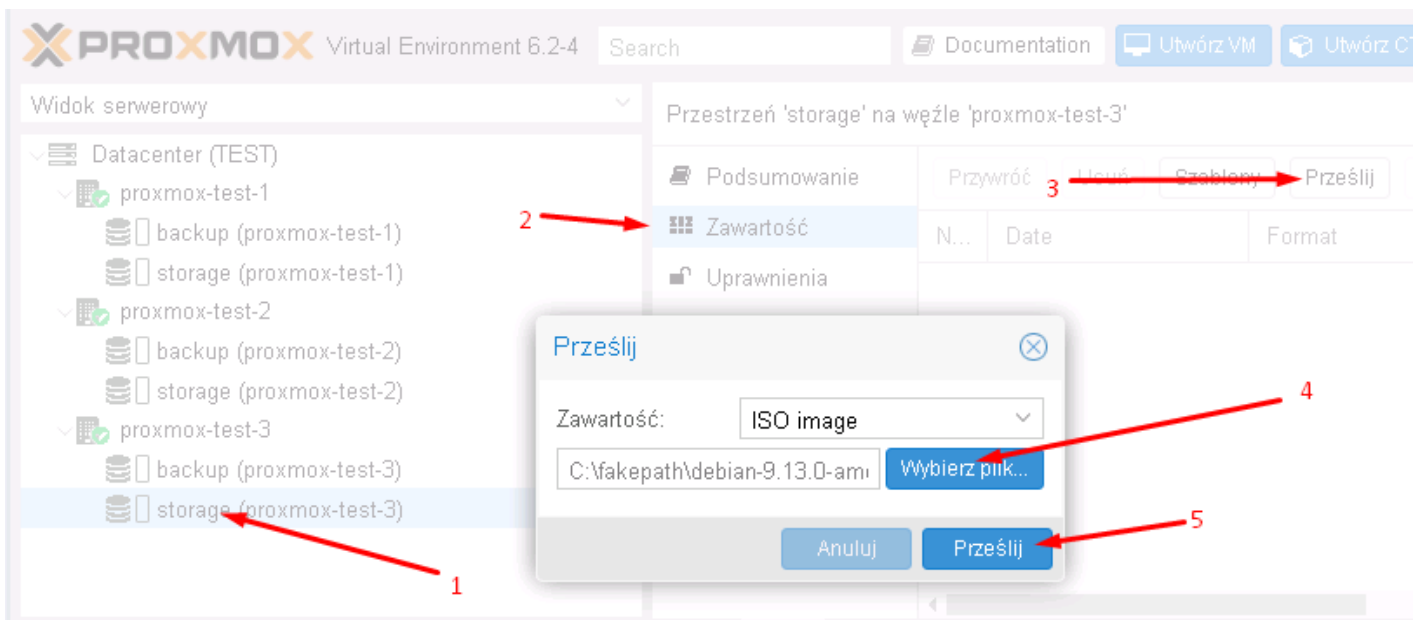 PROXMOX Virtual Environment 6.2-4 Search Documentation Utwórz VM Utwórz CT
Widok serwerowy
Przestrzeń 'storage' na węźle 'proxmox-test-3'
Datacenter (TEST)
proxmox-test-1
backup (proxmox-test-1)
storage (proxmox-test-1)
proxmox-test-2
backup (proxmox-test-2)
storage (proxmox-test-2)
proxmox-test-3
backup (proxmox-test-3)
storage (proxmox-test-3)
1
2
Podsumowanie
Zawartość
Uprawnienia
Przywróć Usuń Szablony Prześlij
3
N... Date Format
Prześlij
Zawartość: ISO image
C:\fakepath\debian-9.13.0-am Wybierz plik...
4
Anuluj Prześlij
5